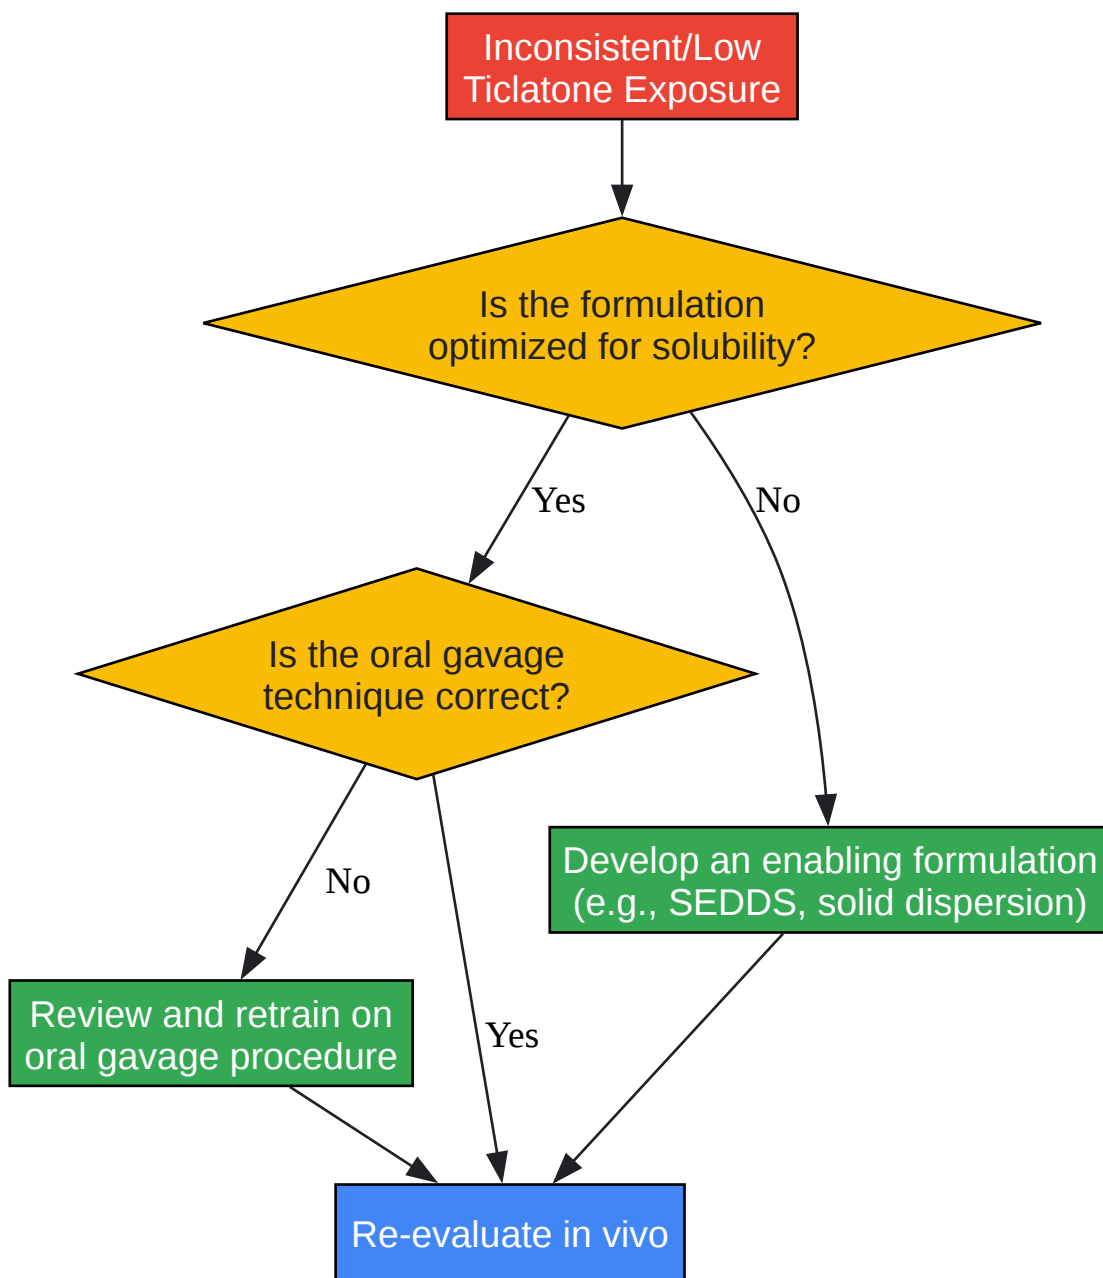 Inconsistent/Low
Ticlatone Exposure
Is the formulation
optimized for solubility?
Yes
No
Is the oral gavage
technique correct?
No
Develop an enabling formulation
(e.g., SEDDS, solid dispersion)
Review and retrain on
oral gavage procedure
Yes
Re-evaluate in vivo